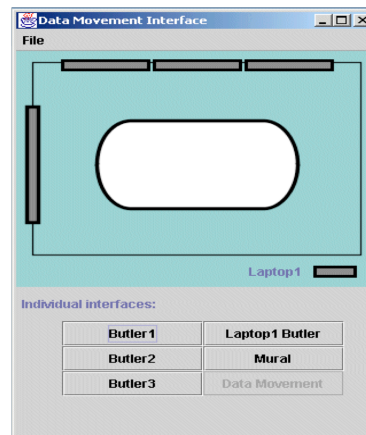 Data Movement Interface
File
Laptop1
Individual interfaces:
Butler1 Laptop1 Butler
Butler2 Mural
Butler3 Data Movement